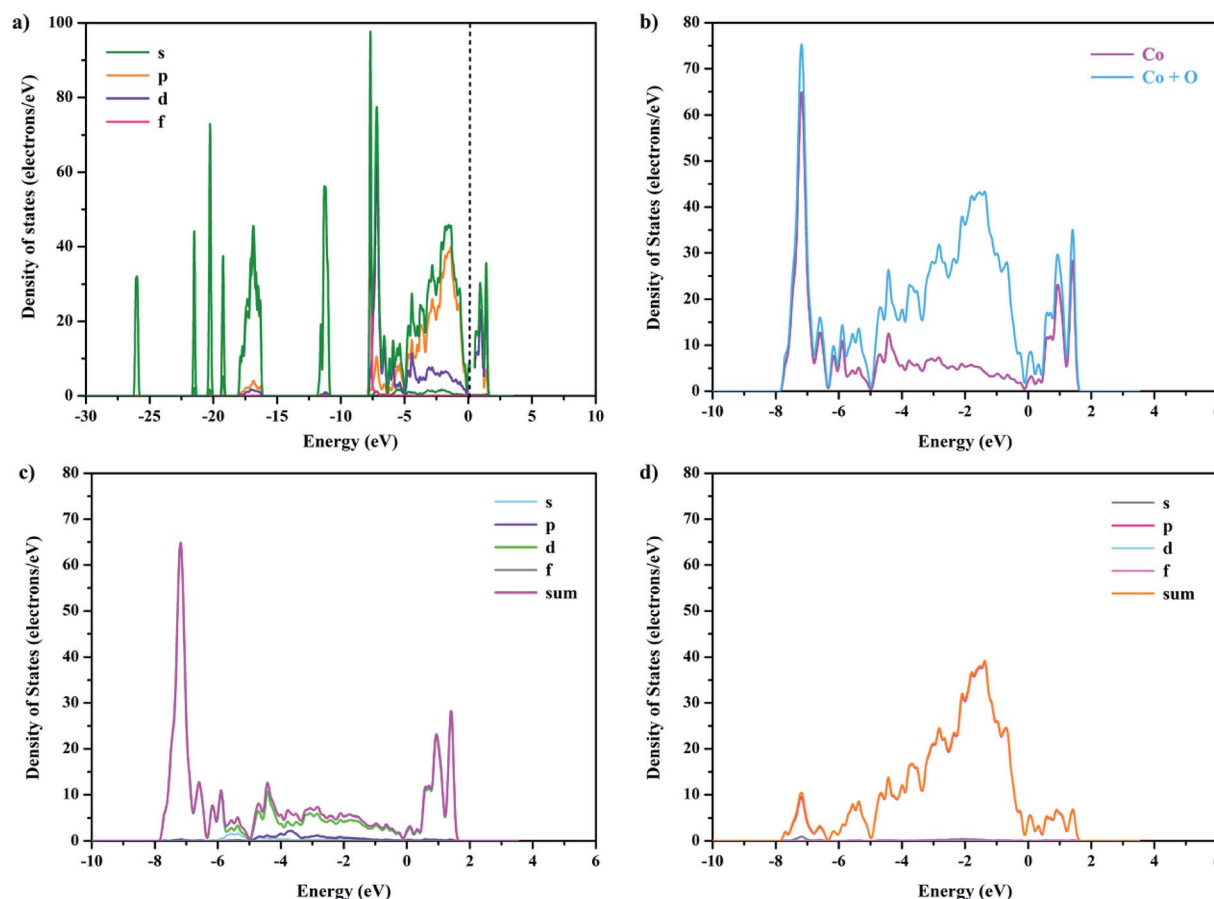 a)
s
p
d
f
Density of states (electrons/eV)
100
80
60
40
20
0
-30 -25 -20 -15 -10 -5 0 5 10
Energy (eV)
b)
Co
Co + O
Density of States (electrons/eV)
80
70
60
50
40
30
20
10
0
-10 -8 -6 -4 -2 0 2 4 6
Energy (eV)
c)
s
p
d
f
sum
Density of States (electrons/eV)
80
70
60
50
40
30
20
10
0
-10 -8 -6 -4 -2 0 2 4 6
Energy (eV)
d)
s
p
d
f
sum
Density of States (electrons/eV)
80
70
60
50
40
30
20
10
0
-10 -8 -6 -4 -2 0 2 4 6
Energy (eV)